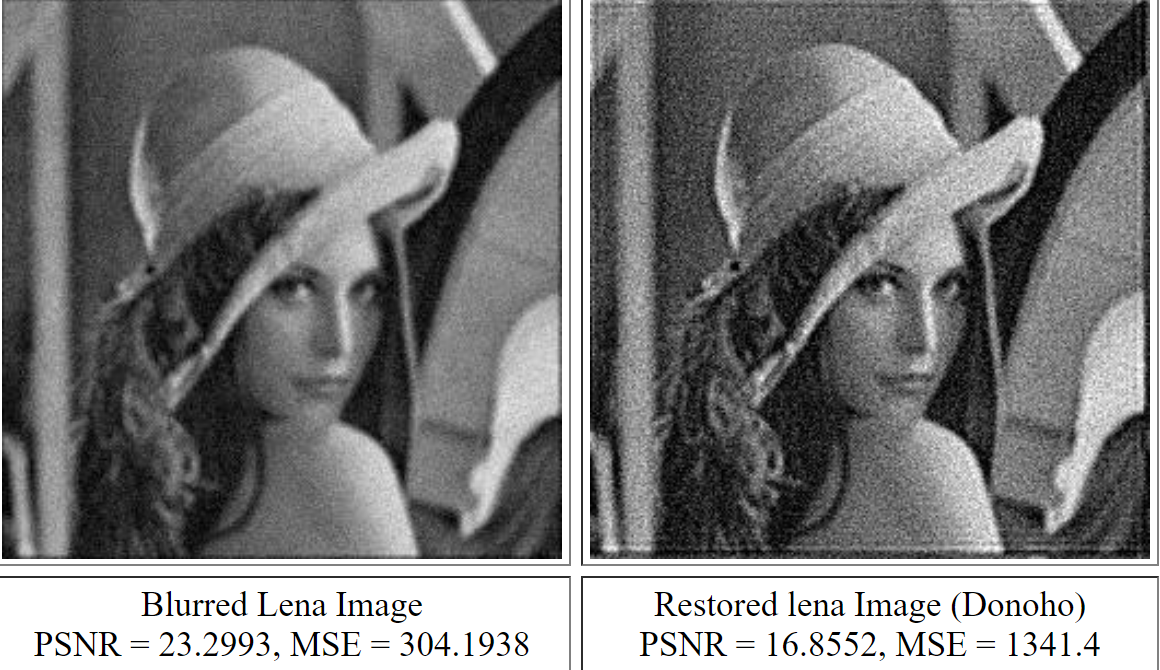 Blurred Lena Image
PSNR = 23.2993, MSE = 304.1938
Restored lena Image (Donoho)
PSNR = 16.8552, MSE = 1341.4